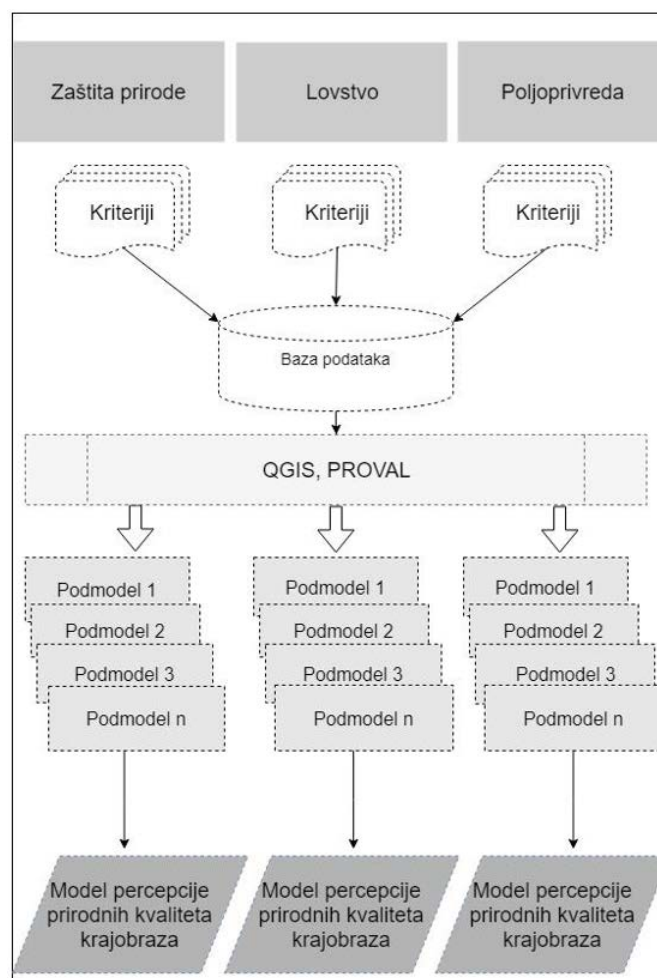 Zaštita prirode
Lovstvo
Poljoprivreda
Kriteriji
Kriteriji
Kriteriji
Baza podataka
QGIS, PROVAL
Podmodel 1
Podmodel 2
Podmodel 3
Podmodel n
Podmodel 1
Podmodel 2
Podmodel 3
Podmodel n
Podmodel 1
Podmodel 2
Podmodel 3
Podmodel n
Model percepcije
prirodnih kvaliteta
krajobraza
Model percepcije
prirodnih kvaliteta
krajobraza
Model percepcije
prirodnih kvaliteta
krajobraza